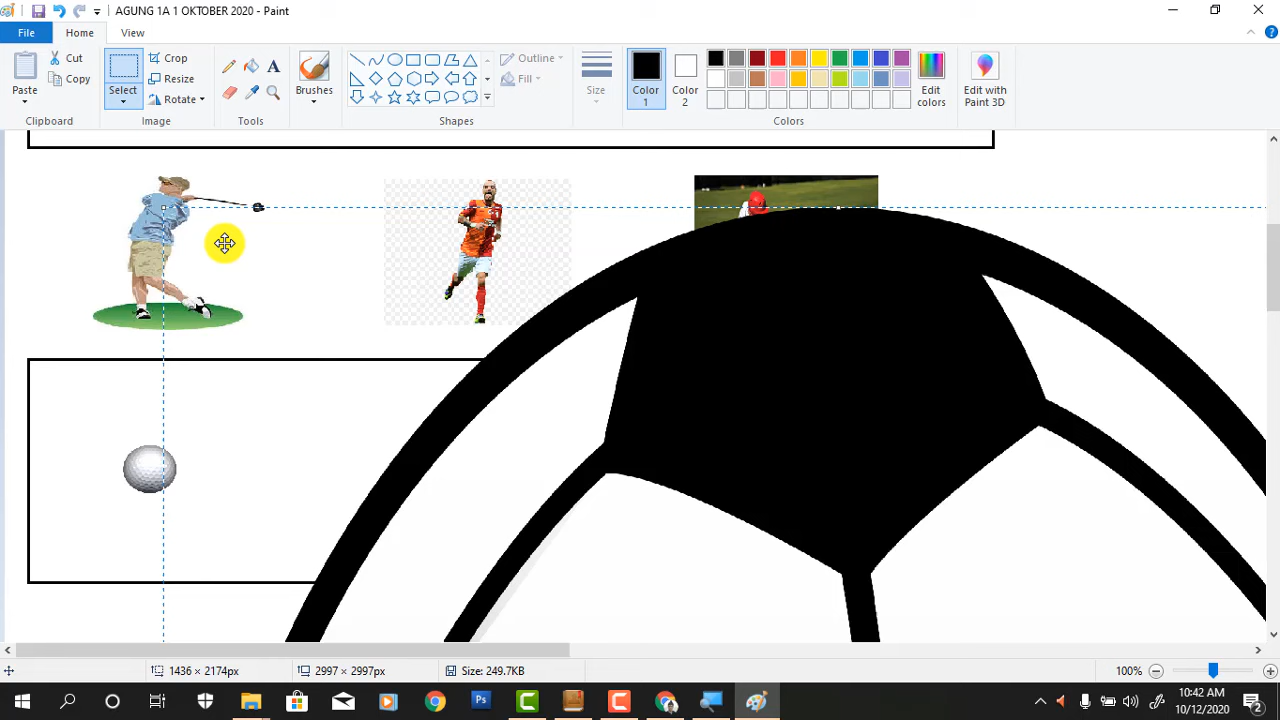 AGUNG 1A 1 OKTOBER 2020 - Paint
File
Home
View
Paste
Cut
Copy
Clipboard
Select
Crop
Resize
Rotate
Image
A
Tools
Brushes
Outline
Fill
Shapes
Size
Color 1
Color 2
Edit colors
Colors
Edit with Paint 3D
1436 × 2174px
2997 × 2997px
Size: 249.7KB
100%
Ps
10:42 AM
10/12/2020
2